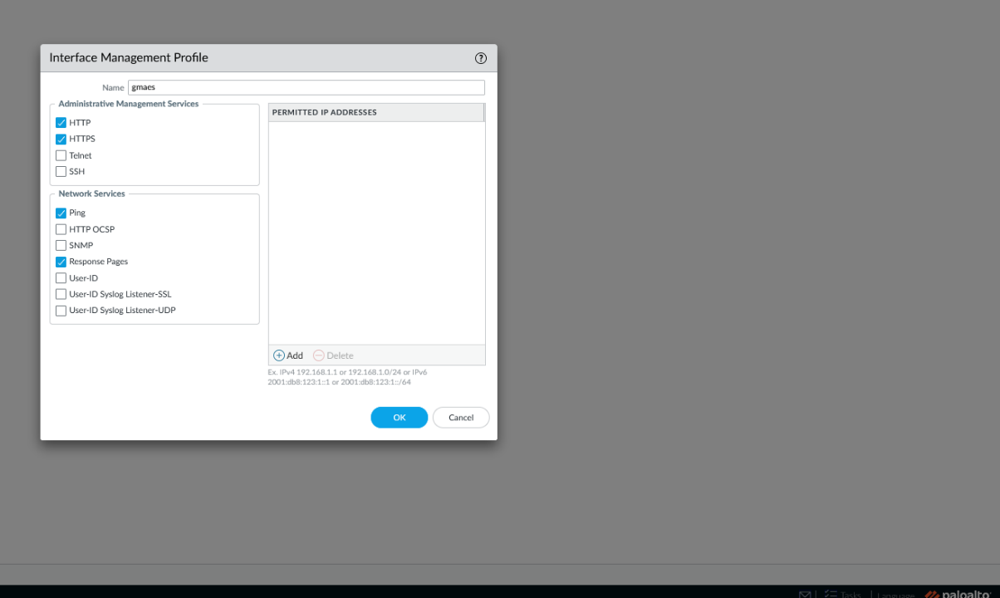 Interface Management Profile
Name gmaes
Administrative Management Services
HTTP
HTTPS
Telnet
SSH
Network Services
Ping
HTTP OCSP
SNMP
Response Pages
User-ID
User-ID Syslog Listener-SSL
User-ID Syslog Listener-UDP
PERMITTED IP ADDRESSES
Add Delete
Ex. IPv4 192.168.1.1 or 192.168.1.0/24 or IPv6
2001:db8:123:1::1 or 2001:db8:123:1::/64
OK Cancel
Tasks | Language paloalto